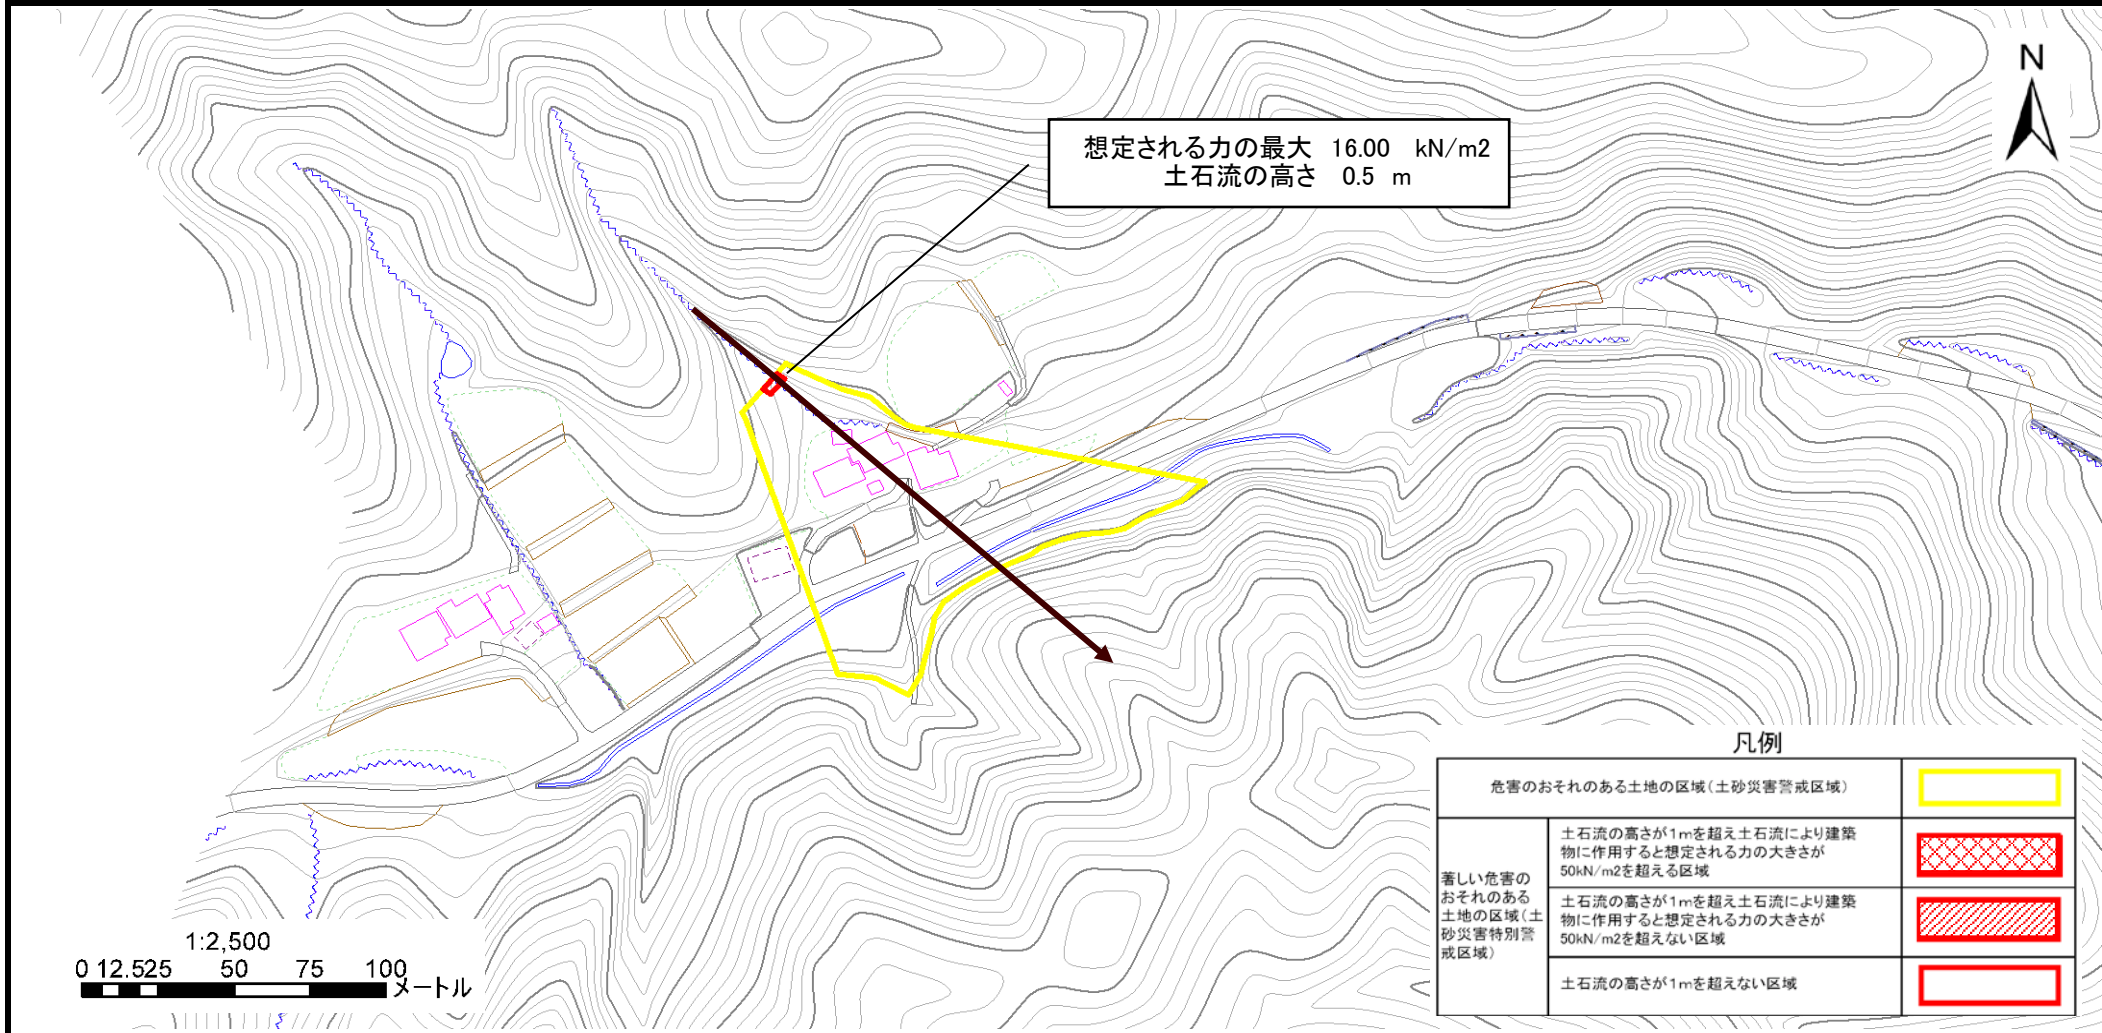 N
想定される力の最大 16.00 kN/m2
土石流の高さ 0.5 m
凡例
危害のおそれのある土地の区域(土砂災害警戒区域)
著しい危害の
おそれのある
土地の区域(土
砂災害特別警
戒区域)
土石流の高さが1mを超え土石流により建築
物に作用すると想定される力の大きさが
50kN/m2を超える区域
土石流の高さが1mを超え土石流により建築
物に作用すると想定される力の大きさが
50kN/m2を超えない区域
土石流の高さが1mを超えない区域
1:2,500
0 12.525 50 75 100
メートル